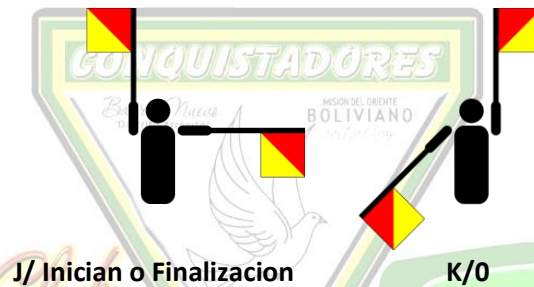 CONQUISTADORES
MISION DEL ORIENTE
BOLIVIANO
J/ Inician o Finalizacion
K/0